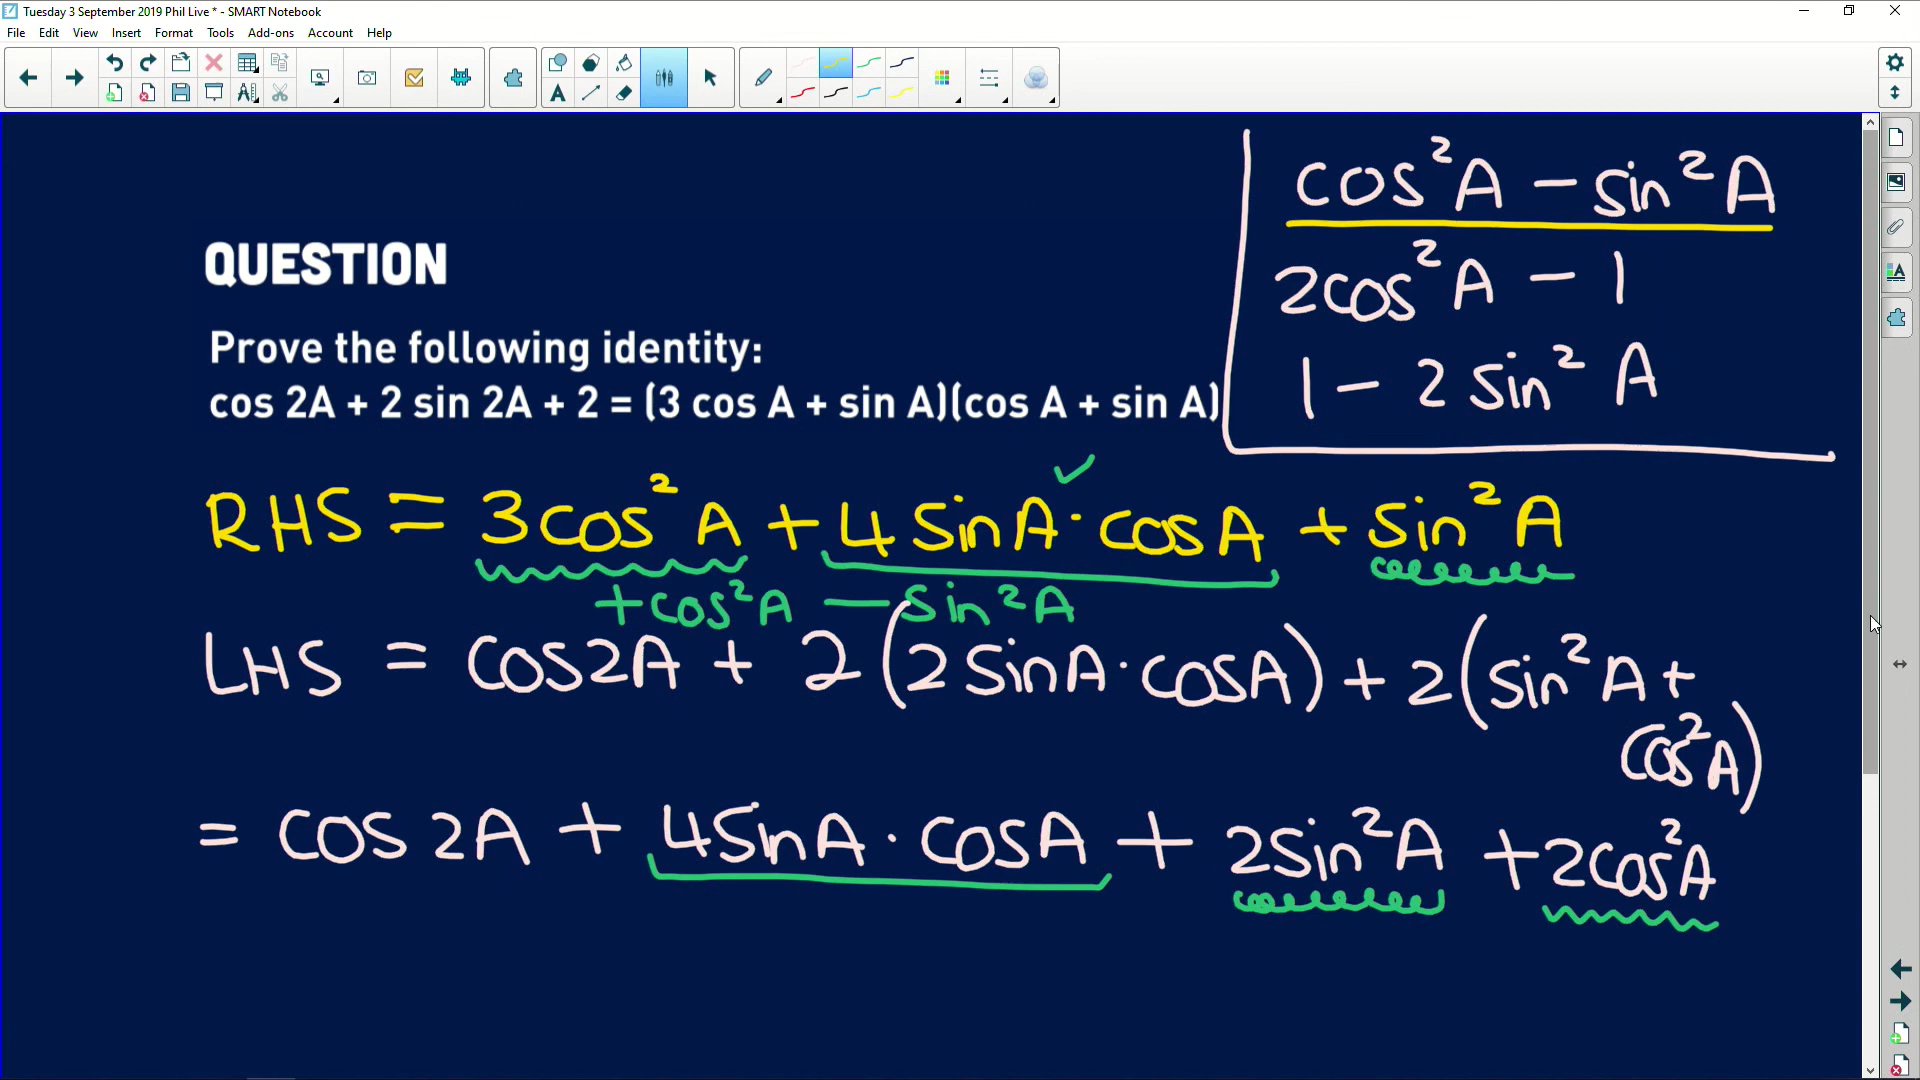 Tuesday 3 September 2019 Phil Live * - SMART Notebook
File Edit View Insert Format Tools Add-ons Account Help
cos²A − sin²A
2cos²A − 1
1 − 2 sin² A
QUESTION
Prove the following identity:
cos 2A + 2 sin 2A + 2 = (3 cos A + sin A)(cos A + sin A)
RHS = 3cos² A + 4 sinA · cosA + sin² A
+cos²A − sin²A
LHS = cos2A + 2 (2 sinA · cosA) + 2(sin² A +
cos²A)
= cos 2A + 4SinA · cosA + 2sin²A + 2cos²A